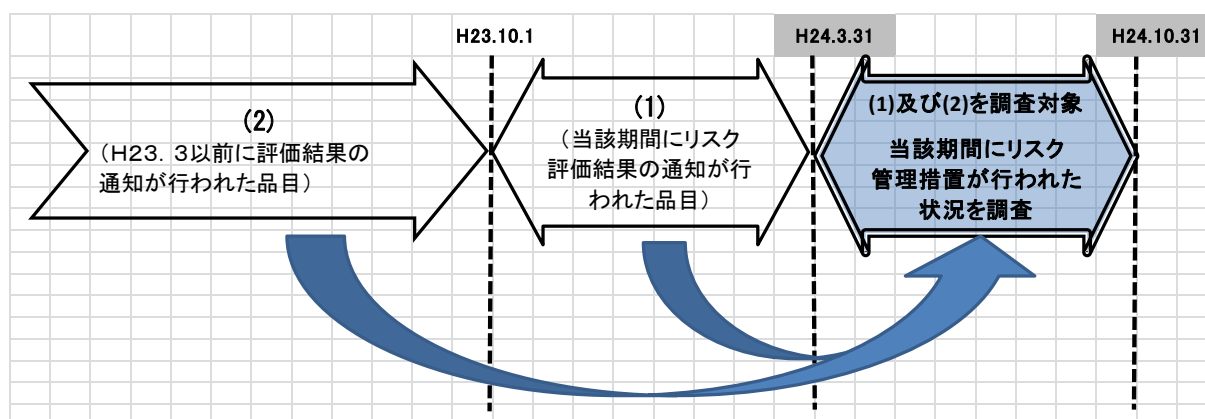 H23.10.1
H24.3.31
H24.10.31
(2)
（H２３．３以前に評価結果の
通知が行われた品目）
(1)
（当該期間にリスク
評価結果の通知が行
われた品目）
(1)及び(2)を調査対象
当該期間にリスク
管理措置が行われた
状況を調査